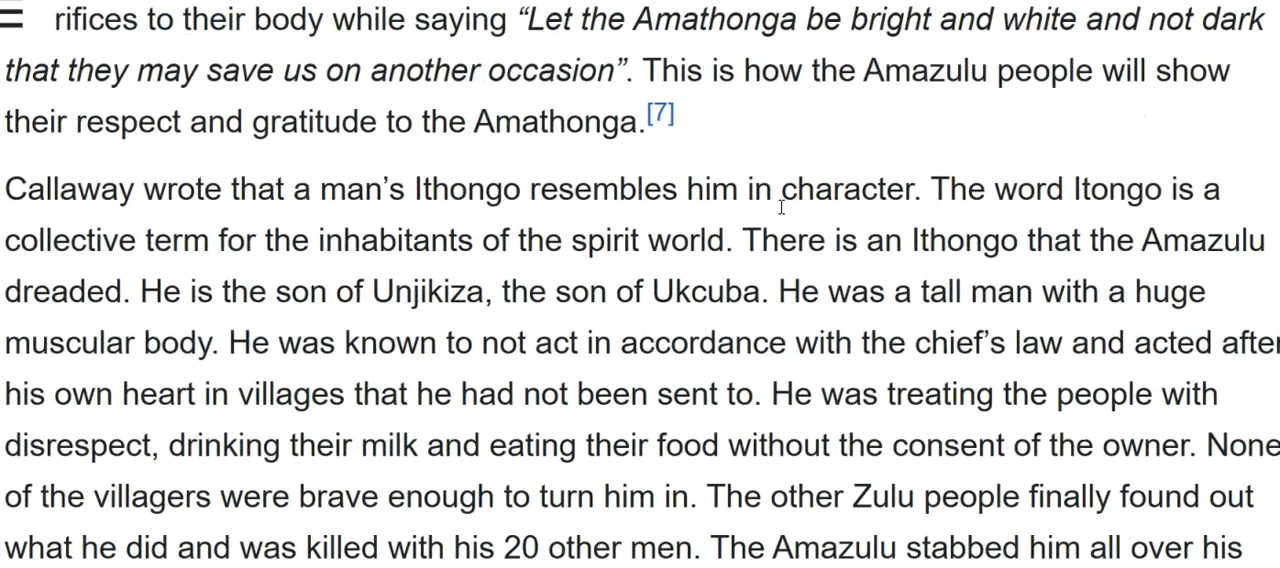 rifices to their body while saying “Let the Amathonga be bright and white and not dark
that they may save us on another occasion”. This is how the Amazulu people will show
their respect and gratitude to the Amathonga.[7]
Callaway wrote that a man’s Ithongo resembles him in character. The word Itongo is a
collective term for the inhabitants of the spirit world. There is an Ithongo that the Amazulu
dreaded. He is the son of Unjikiza, the son of Ukcuba. He was a tall man with a huge
muscular body. He was known to not act in accordance with the chief’s law and acted after
his own heart in villages that he had not been sent to. He was treating the people with
disrespect, drinking their milk and eating their food without the consent of the owner. None
of the villagers were brave enough to turn him in. The other Zulu people finally found out
what he did and was killed with his 20 other men. The Amazulu stabbed him all over his